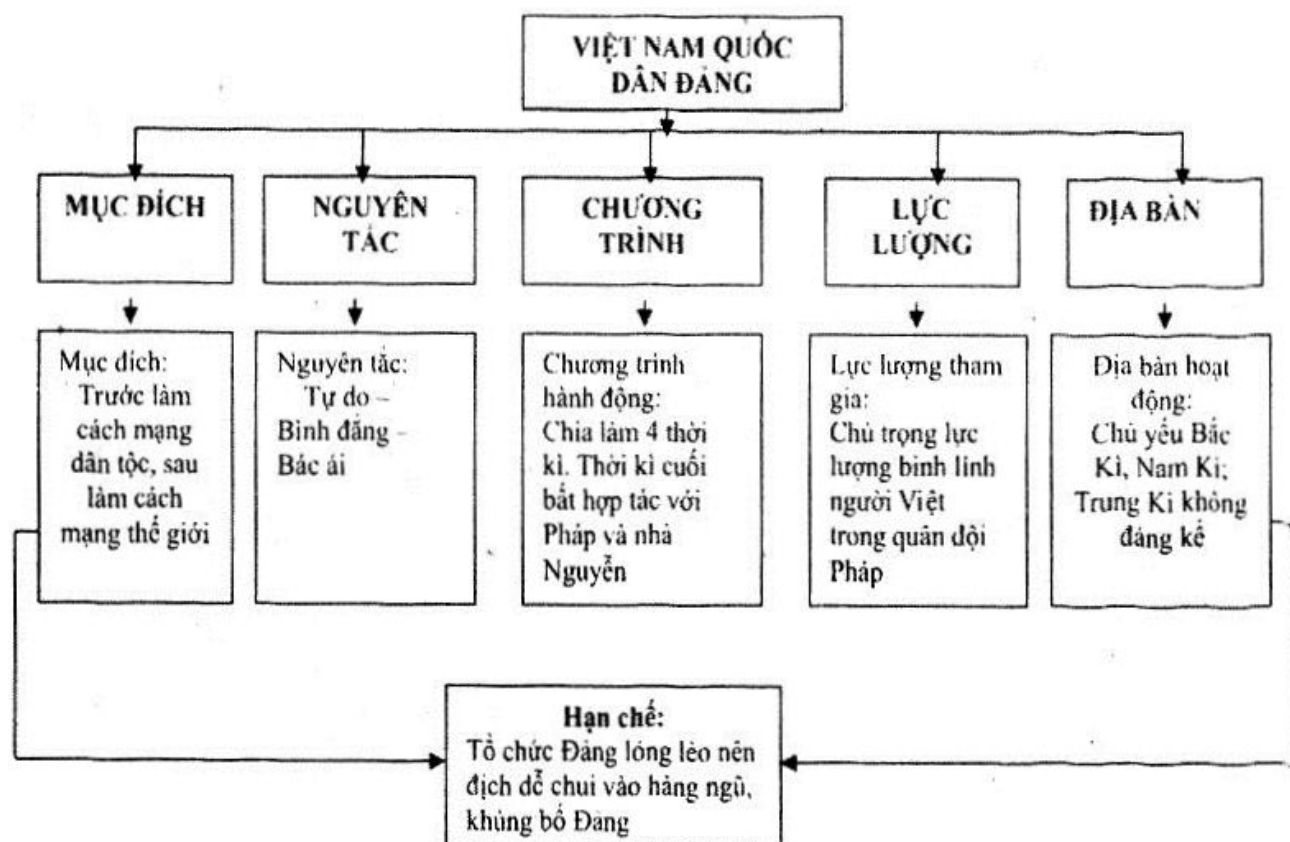 VIỆT NAM QUỐC
DÂN ĐẢNG
MỤC ĐÍCH
NGUYÊN
TẮC
CHƯƠNG
TRÌNH
LỰC
LƯỢNG
ĐỊA BÀN
Mục đích:
Trước làm
cách mạng
dân tộc, sau
làm cách
mạng thế giới
Nguyên tắc:
Tự do –
Bình đẳng –
Bác ái
Chương trình
hành động:
Chia làm 4 thời
kì. Thời kì cuối
bất hợp tác với
Pháp và nhà
Nguyễn
Lực lượng tham
gia:
Chú trọng lực
lượng binh lính
người Việt
trong quân đội
Pháp
Địa bàn hoạt
động:
Chủ yếu Bắc
Kì, Nam Kì;
Trung Kì không
đáng kể
Hạn chế:
Tổ chức Đảng lỏng lẻo nên
địch dễ chui vào hàng ngũ,
khủng bố Đảng